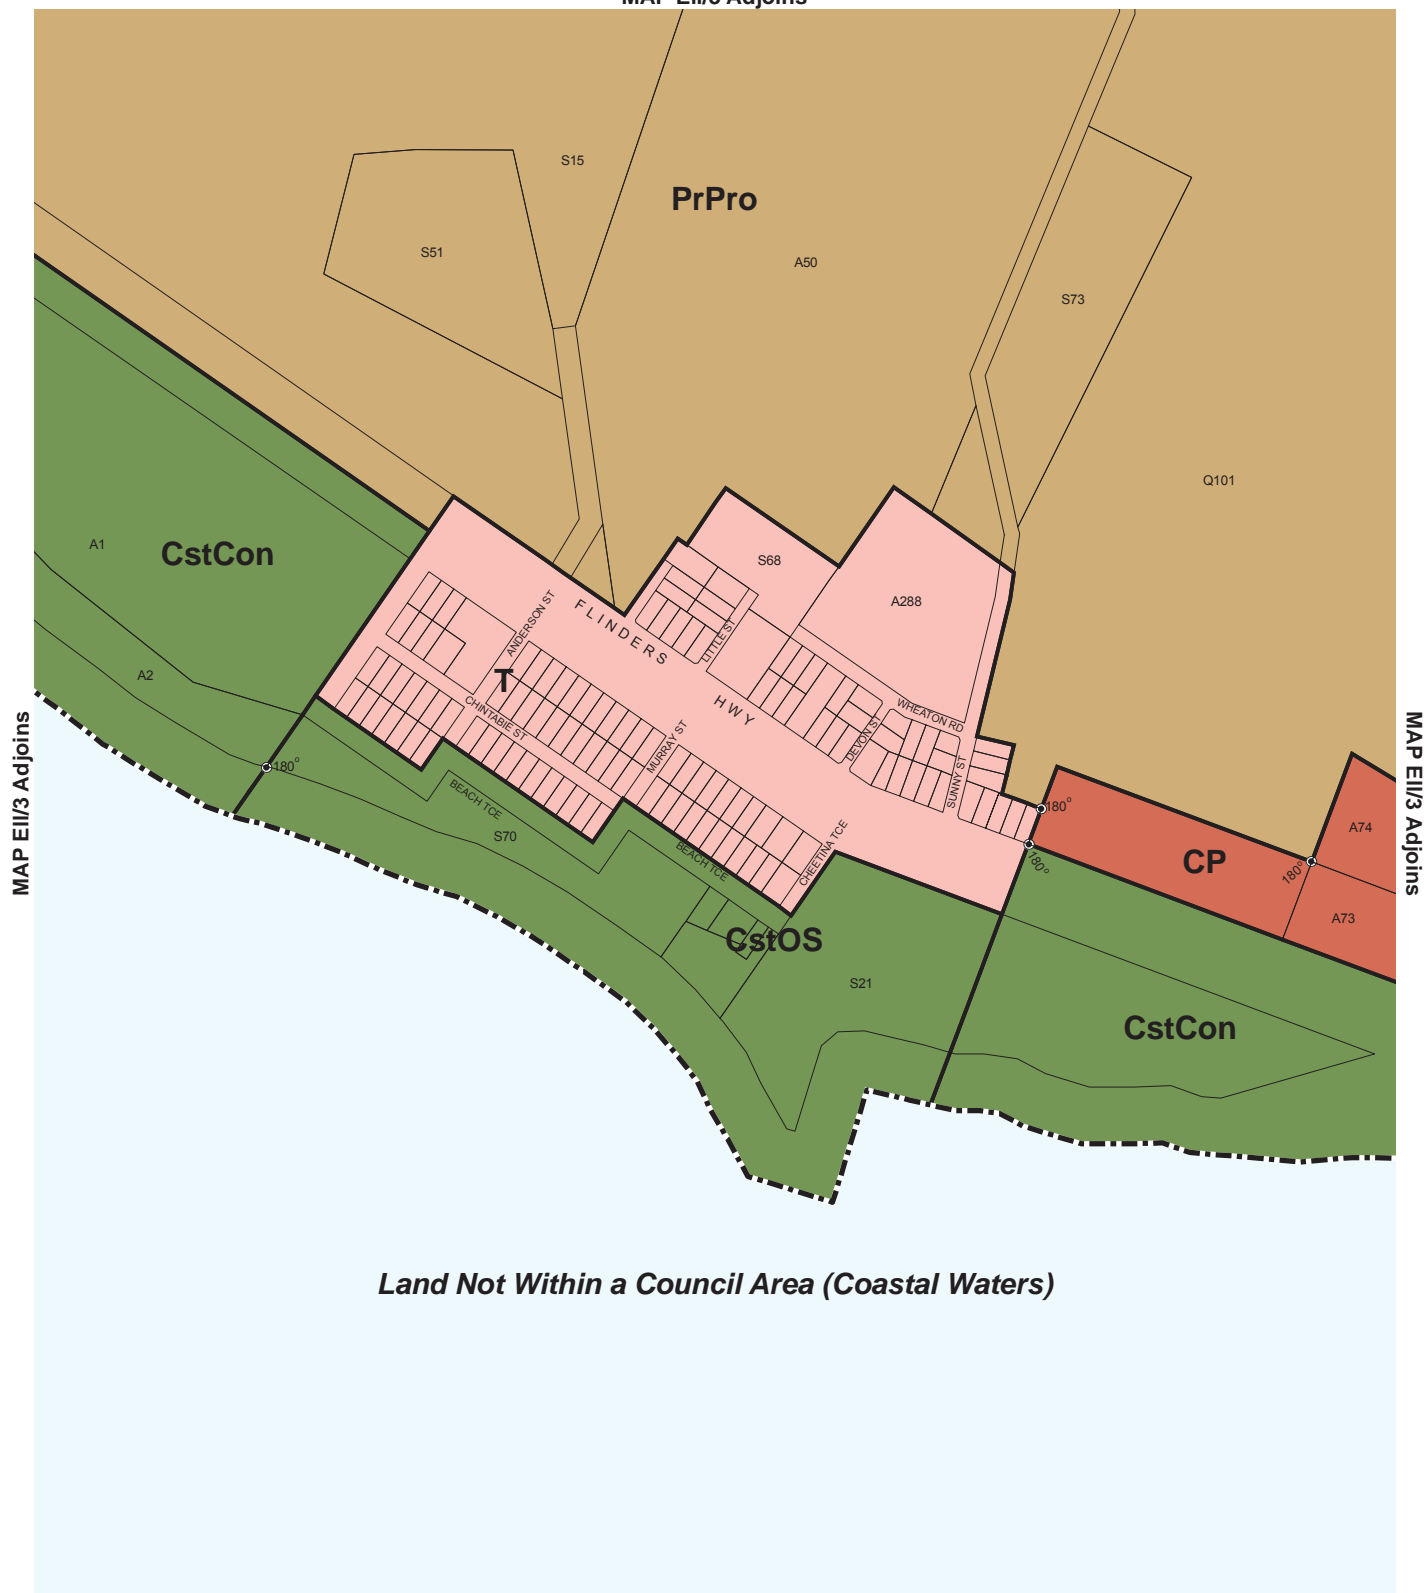 MAP Ell/3 Adjoins
S15
PrPro
S51
A50
S73
Q101
A1
CstCon
S68
A288
ANDERSON ST
FLINDERS
LITTLE ST
A2
T
CHINTABIE ST
HWY
WHEATON RD
MURRAY ST
DEVON ST
SUNNY ST
MAP Ell/3 Adjoins
MAP Ell/3 Adjoins
180°
BEACH TCE
180°
S70
A74
BEACH TCE
CHEETINA TCE
180°
CP
180°
A73
CstOS
S21
CstCon
Land Not Within a Council Area (Coastal Waters)